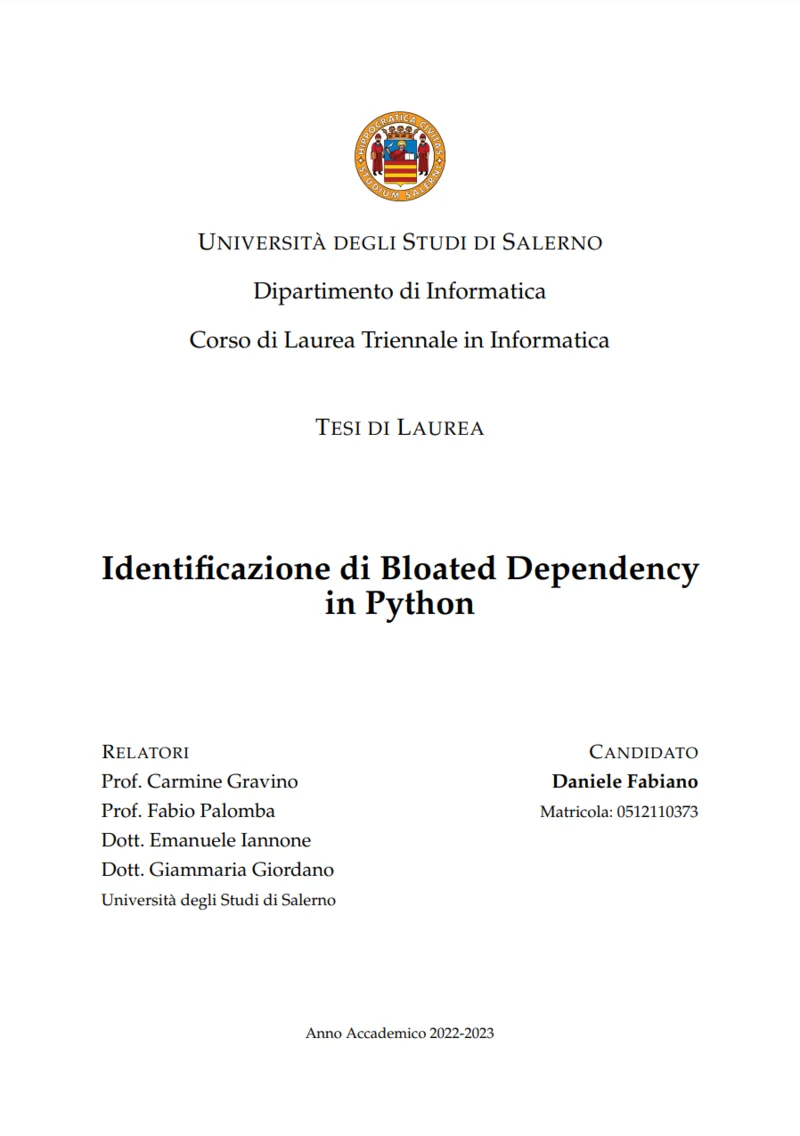 HIPPOCRATICA CIVITAS
STUDIUM SALERNI
UNIVERSITÀ DEGLI STUDI DI SALERNO
Dipartimento di Informatica
Corso di Laurea Triennale in Informatica
TESI DI LAUREA
Identificazione di Bloated Dependency
in Python
RELATORI
Prof. Carmine Gravino
Prof. Fabio Palomba
Dott. Emanuele Iannone
Dott. Giammaria Giordano
Università degli Studi di Salerno
CANDIDATO
Daniele Fabiano
Matricola: 0512110373
Anno Accademico 2022-2023